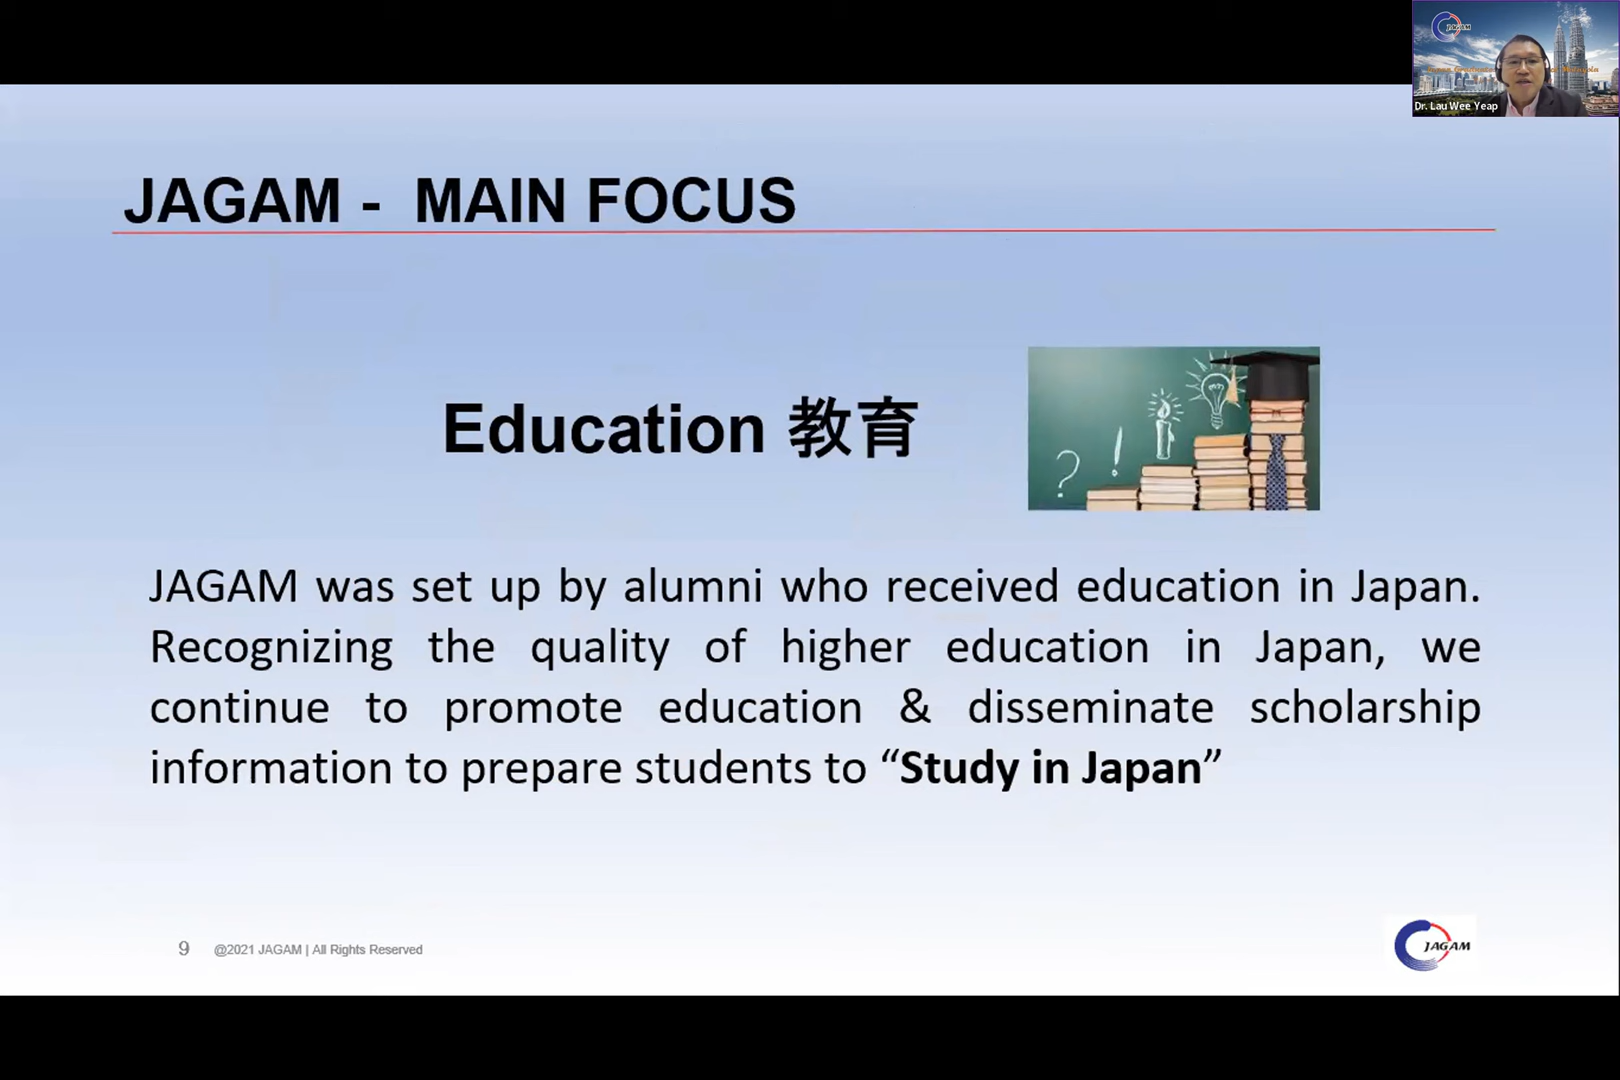 JAGAM
Dr. Lau Wee Yeap
JAGAM - MAIN FOCUS
Education 教育
? !
JAGAM was set up by alumni who received education in Japan.
Recognizing the quality of higher education in Japan, we
continue to promote education & disseminate scholarship
information to prepare students to “Study in Japan”
9 @2021 JAGAM | All Rights Reserved
JAGAM